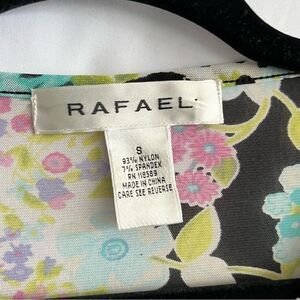 RAFAEL
S
93% NYLON
7% SPANDEX
RN 118589
MADE IN CHINA
CARE SEE REVERSE